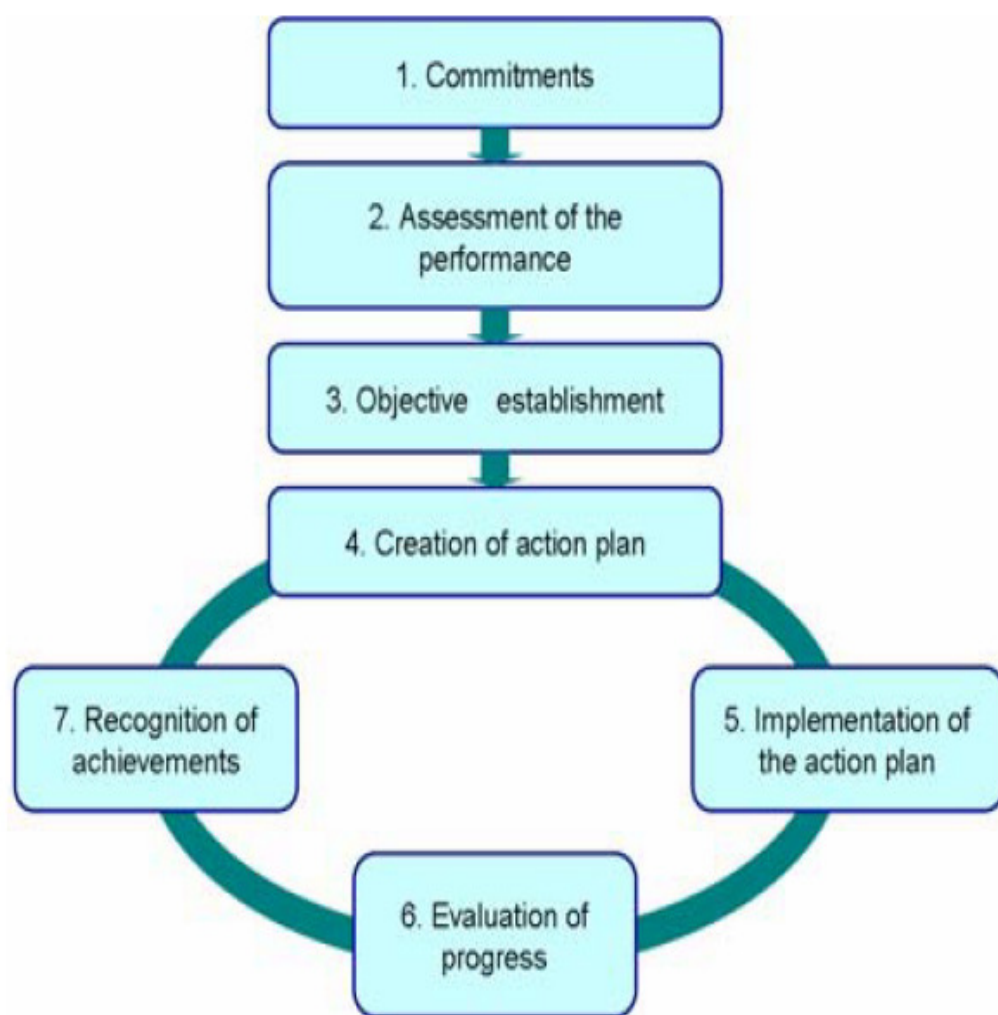 1. Commitments
2. Assessment of the
performance
3. Objective establishment
4. Creation of action plan
5. Implementation of
the action plan
6. Evaluation of
progress
7. Recognition of
achievements